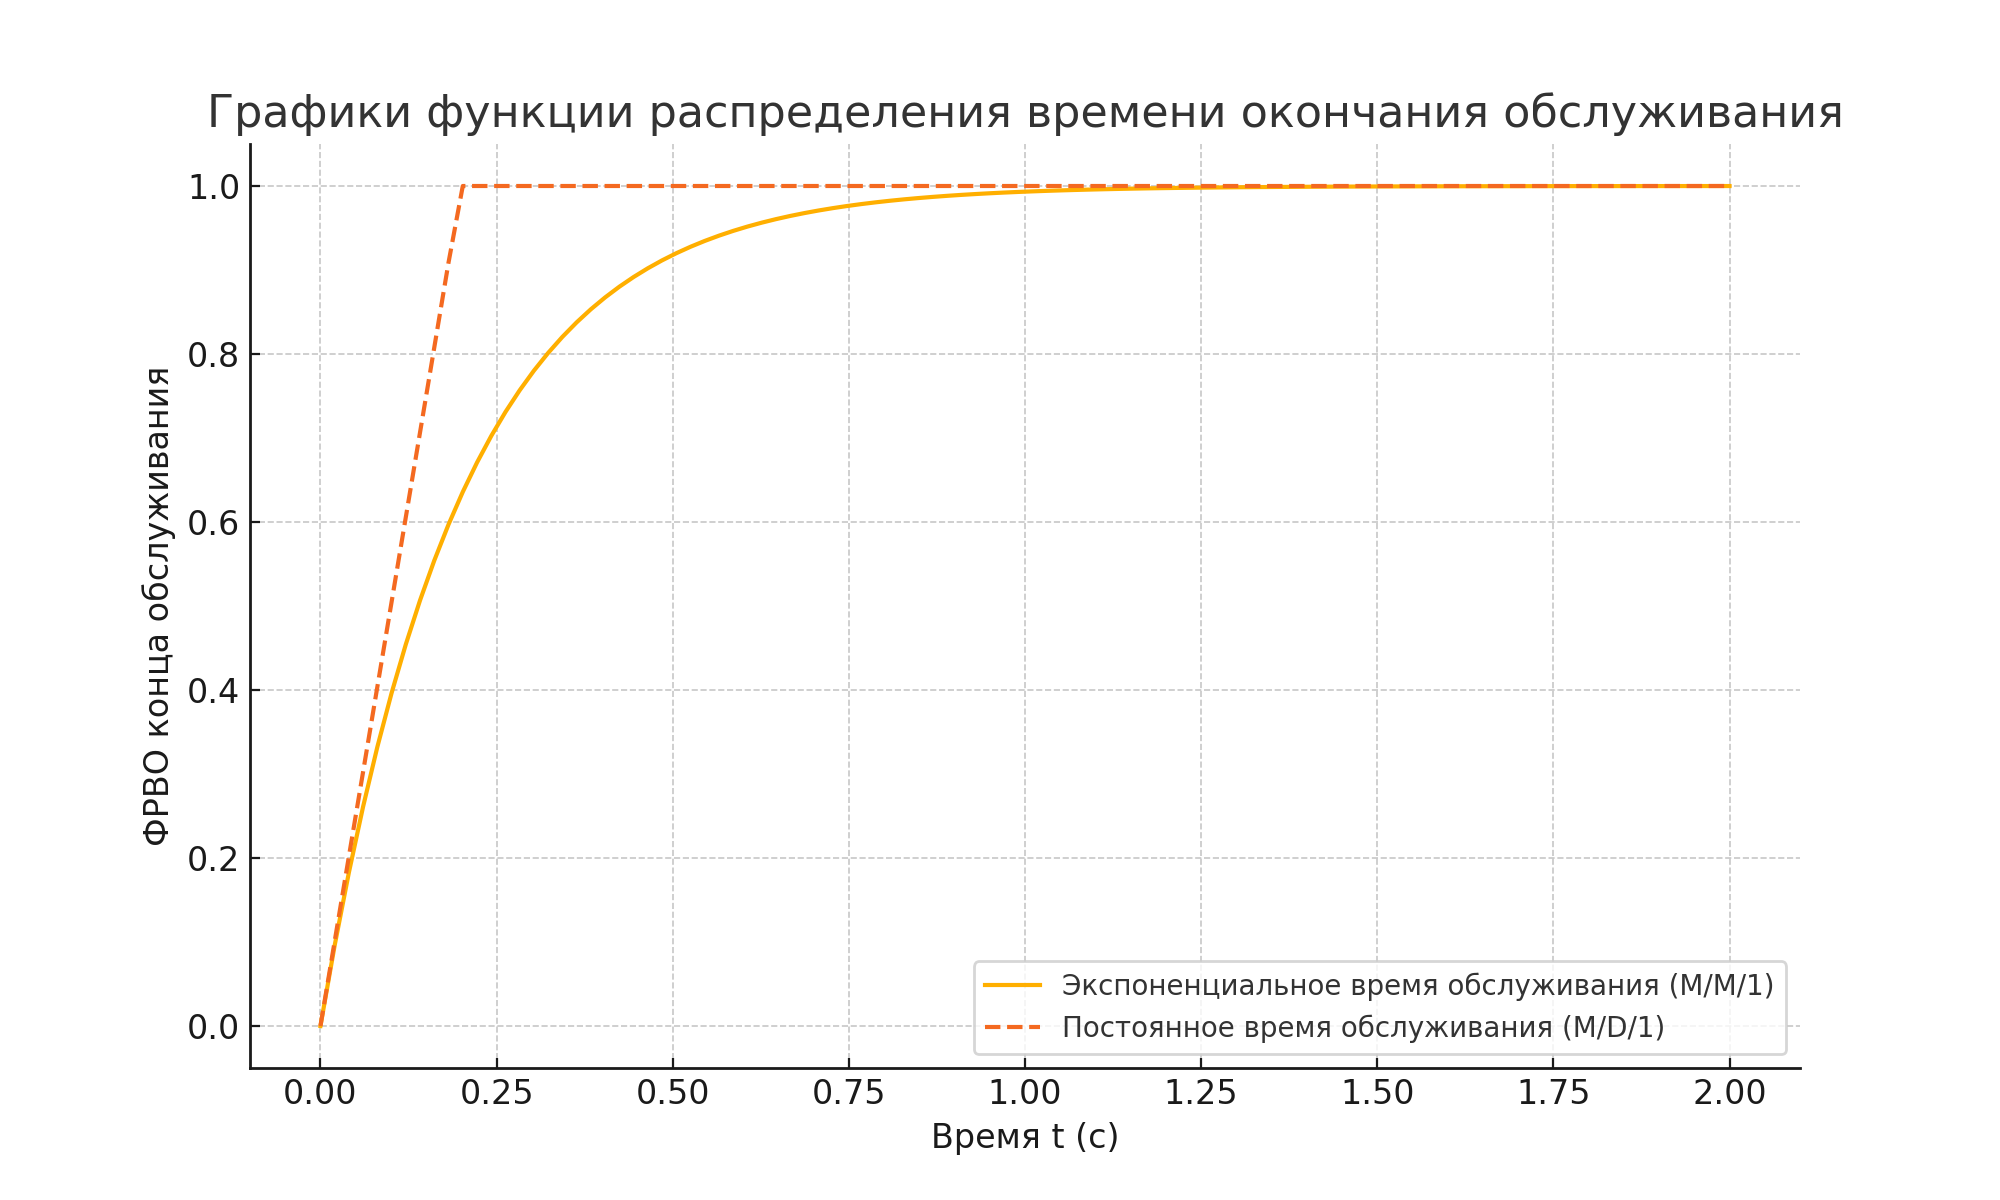 Графики функции распределения времени окончания обслуживания
ФРВО конца обслуживания
1.0
0.8
0.6
0.4
0.2
0.0
Экспоненциальное время обслуживания (M/M/1)
Постоянное время обслуживания (M/D/1)
0.00 0.25 0.50 0.75 1.00 1.25 1.50 1.75 2.00
Время t (с)